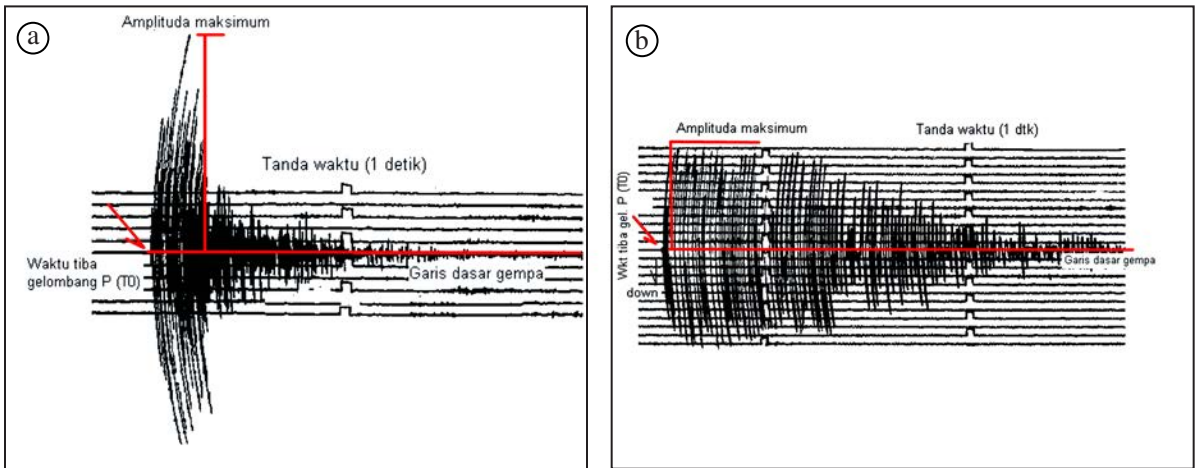 a
Amplituda maksimum
Tanda waktu (1 detik)
Waktu tiba
gelombang P (T0)
Garis dasar gempa
b
Amplituda maksimum
Tanda waktu (1 dtk)
Wkt tiba gel. P (T0)
Garis dasar gempa
down